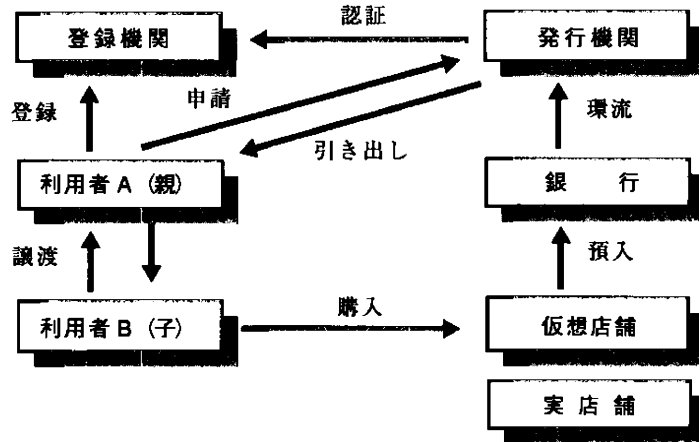 認証
登録機関
発行機関
登録
申請
環流
引き出し
利用者A（親）
銀　　行
譲渡
預入
購入
利用者B（子）
仮想店舗
実店舗